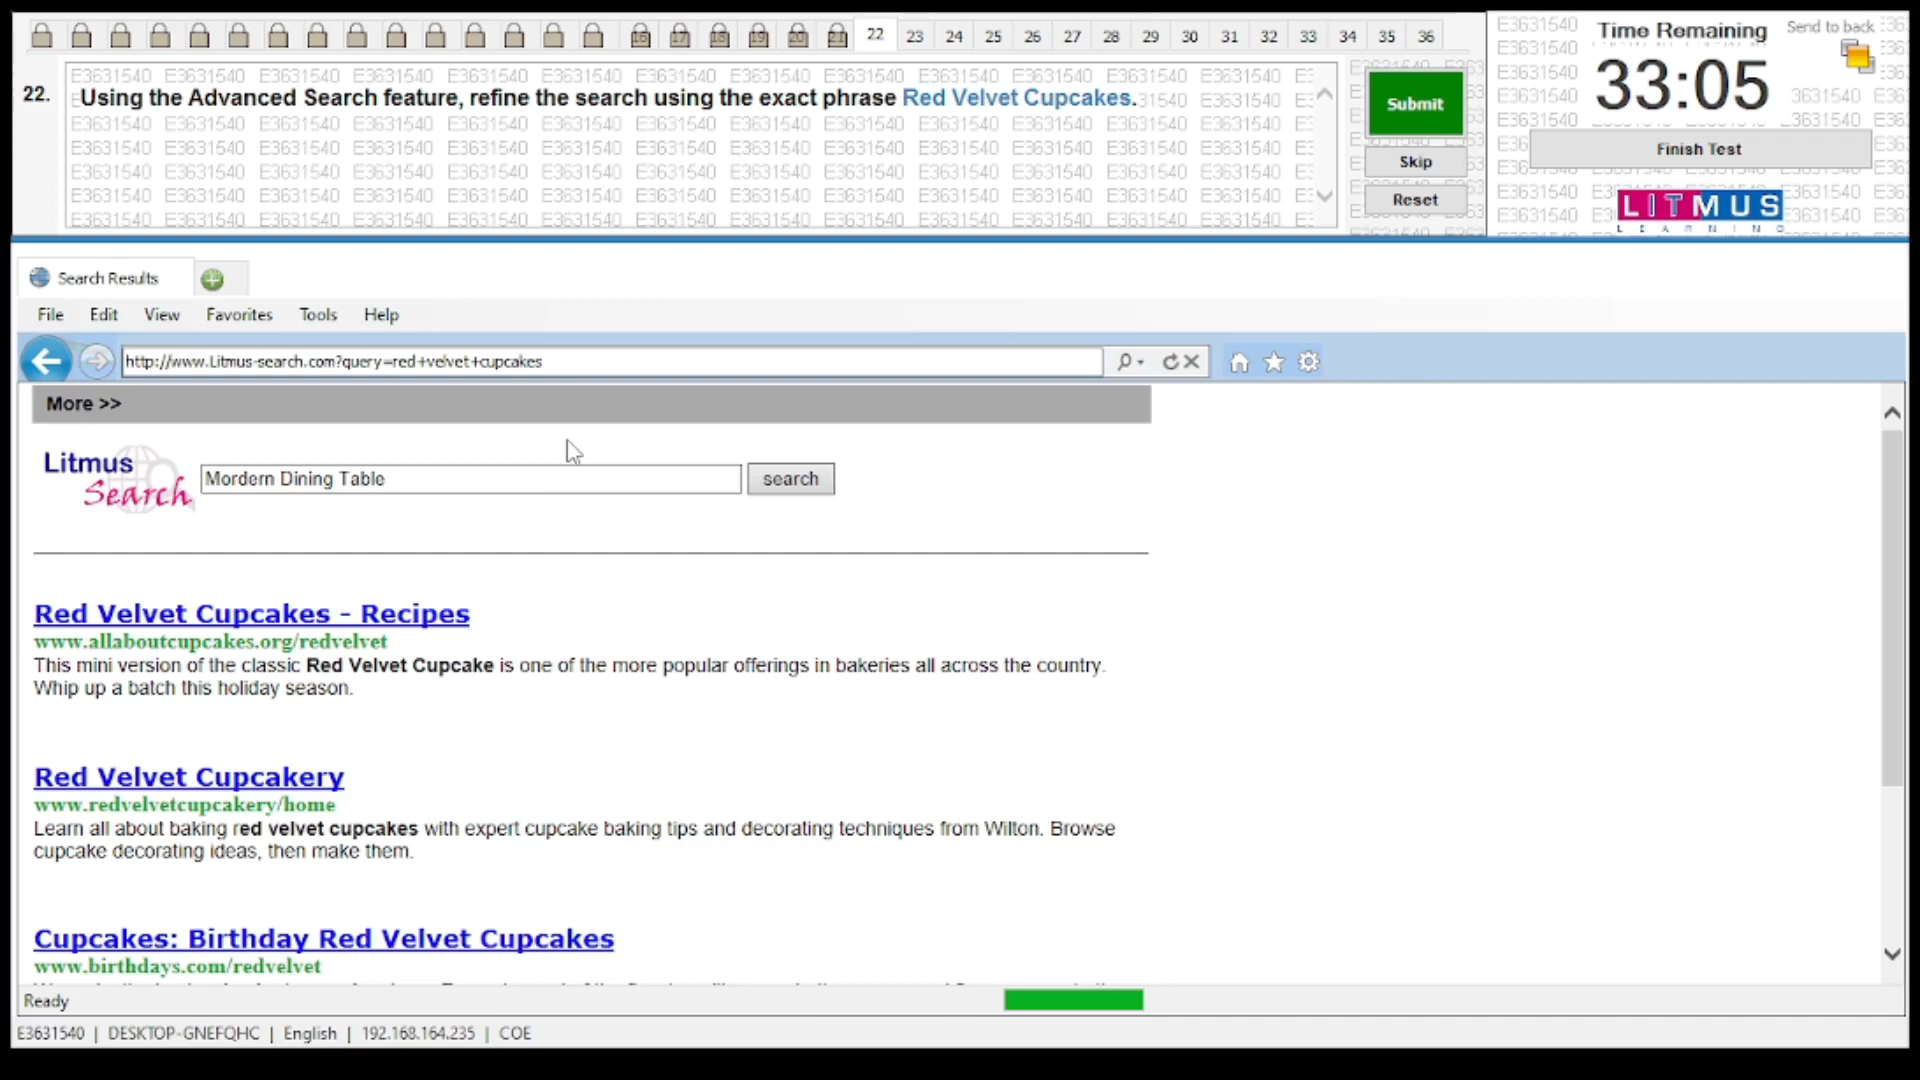 16 17 18 19 20 21 22 23 24 25 26 27 28 29 30 31 32 33 34 35 36
22.
Using the Advanced Search feature, refine the search using the exact phrase Red Velvet Cupcakes.
Submit
Skip
Reset
Time Remaining
Send to back
33:05
Finish Test
LITMUS
LEARNING
Search Results
File Edit View Favorites Tools Help
http://www.Litmus-search.com?query=red+velvet+cupcakes
More >>
Litmus
Search
Mordern Dining Table
search
Red Velvet Cupcakes - Recipes
www.allaboutcupcakes.org/redvelvet
This mini version of the classic Red Velvet Cupcake is one of the more popular offerings in bakeries all across the country.
Whip up a batch this holiday season.
Red Velvet Cupcakery
www.redvelvetcupcakery/home
Learn all about baking red velvet cupcakes with expert cupcake baking tips and decorating techniques from Wilton. Browse
cupcake decorating ideas, then make them.
Cupcakes: Birthday Red Velvet Cupcakes
www.birthdays.com/redvelvet
Ready
E3631540 | DESKTOP-GNEFQHC | English | 192.168.164.235 | COE